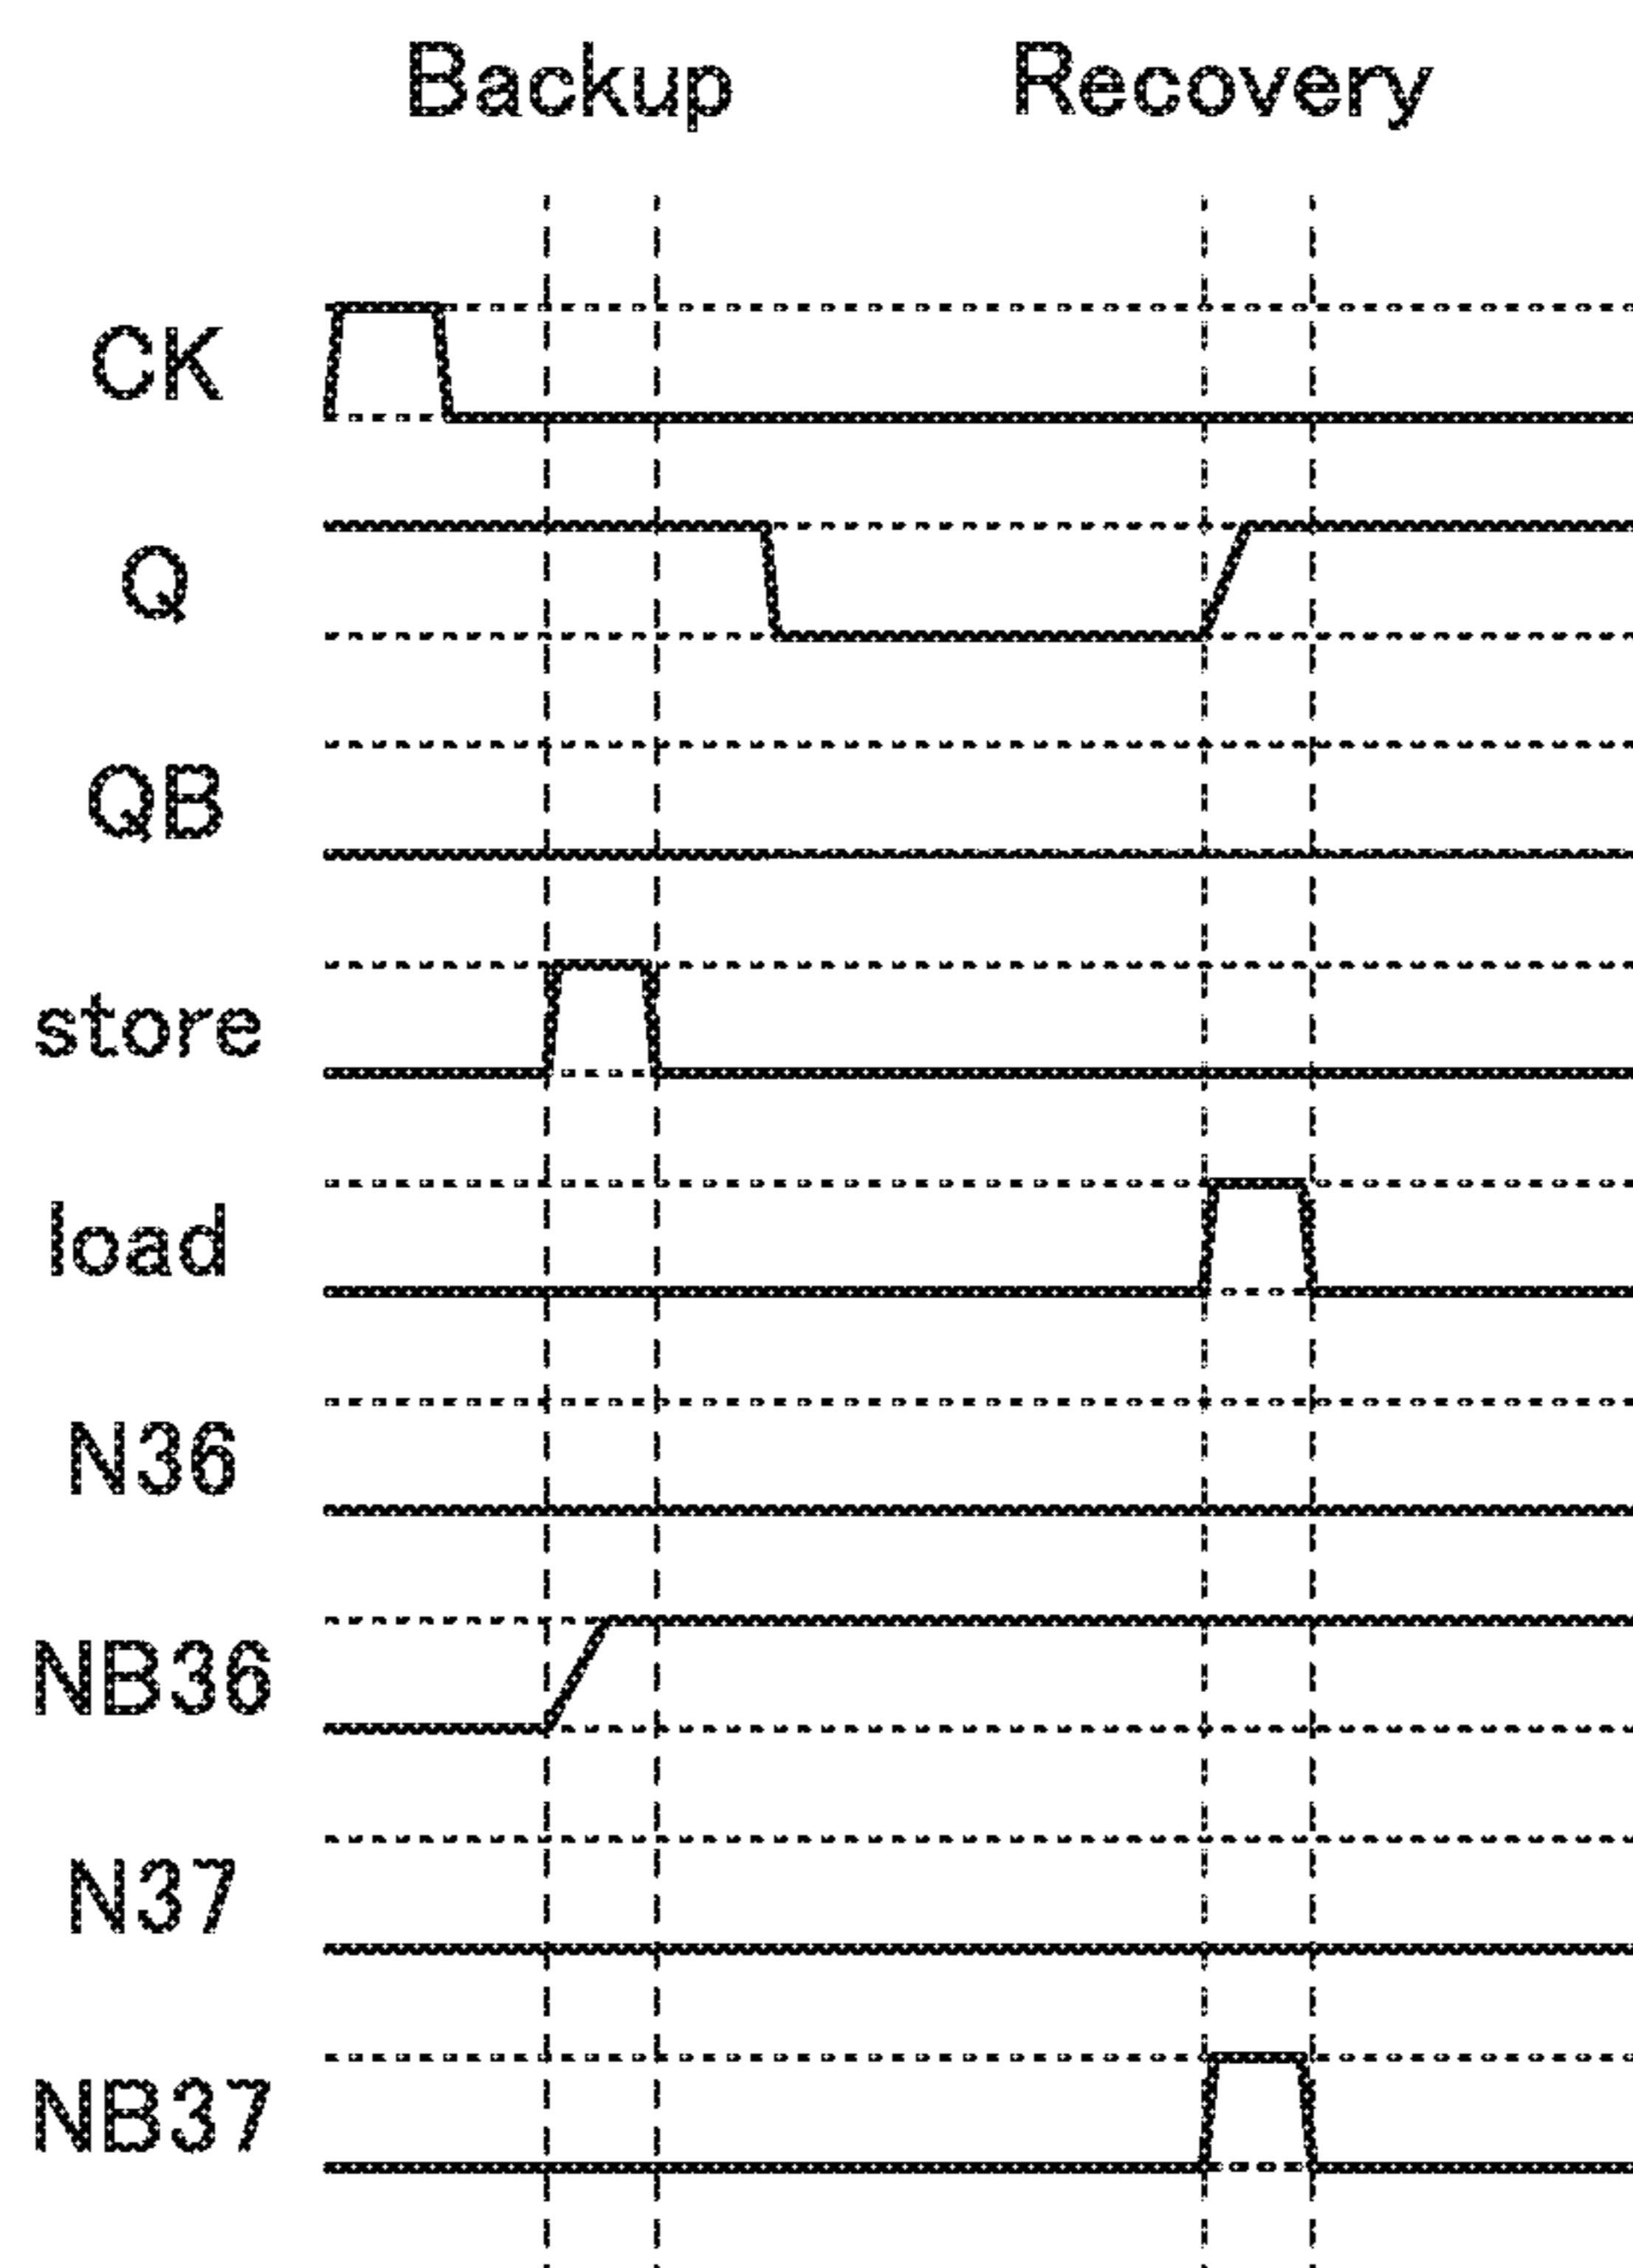 Backup Recovery
CK
Q
QB
store
load
N36
NB36
N37
NB37